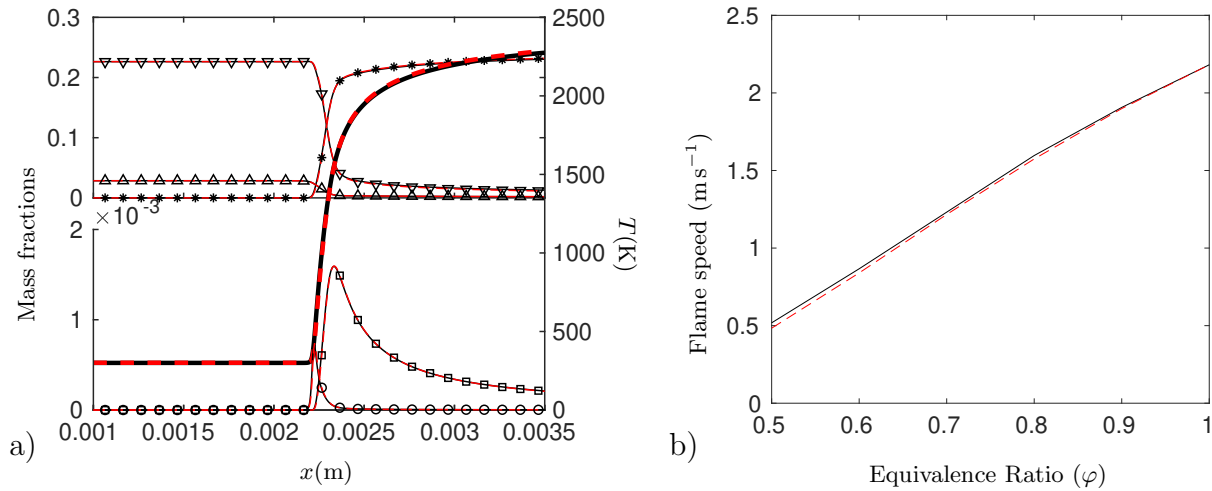 0.3
0.2
0.1
0
×10⁻³
2
1
0
Mass fractions
2500
2000
1500
1000
500
0
T(K)
0.001 0.0015 0.002 0.0025 0.003 0.0035
x(m)
a)
2.5
2
1.5
1
0.5
0
Flame speed (m s⁻¹)
0.5 0.6 0.7 0.8 0.9 1
Equivalence Ratio (φ)
b)